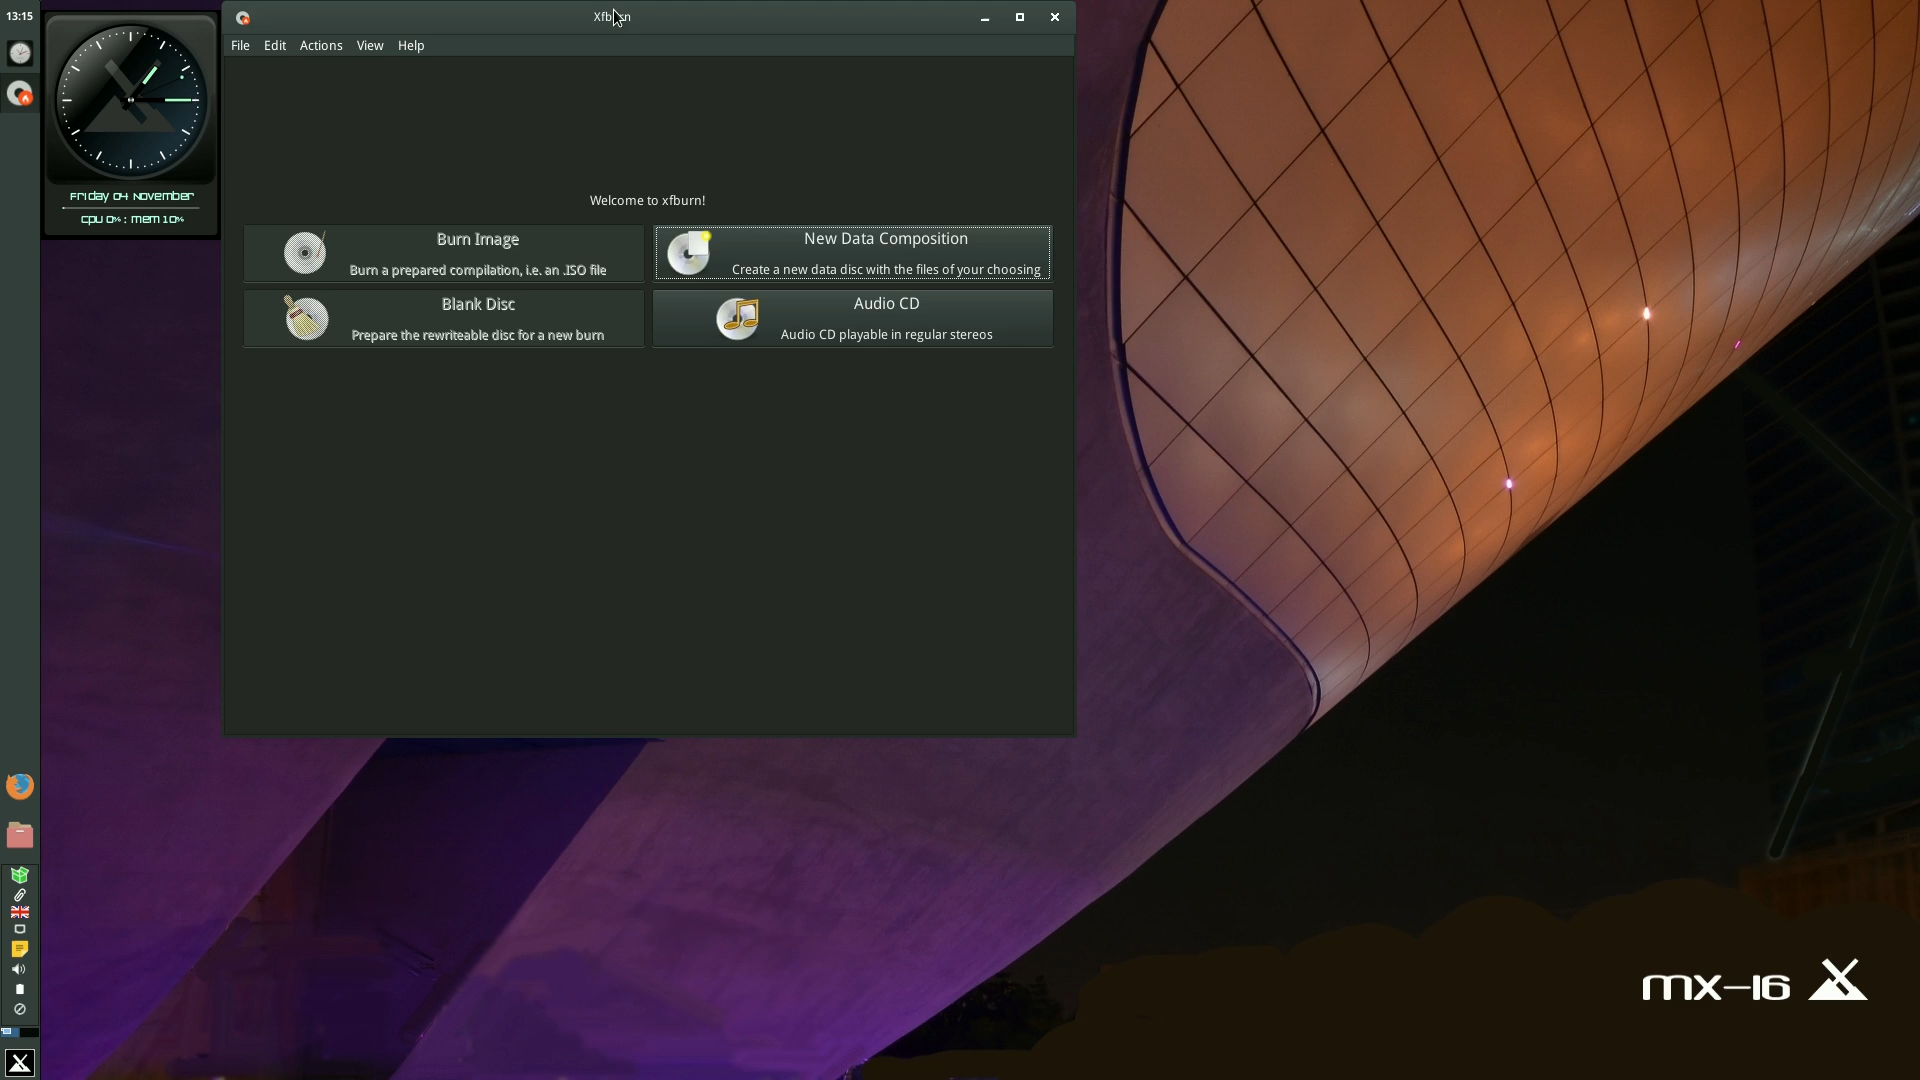 13:15
Xfburn
File Edit Actions View Help
Friday 04 November
cpu 0% : mem 10%
Welcome to xfburn!
Burn Image
Burn a prepared compilation, i.e. an .ISO file
New Data Composition
Create a new data disc with the files of your choosing
Blank Disc
Prepare the rewriteable disc for a new burn
Audio CD
Audio CD playable in regular stereos
mx-16